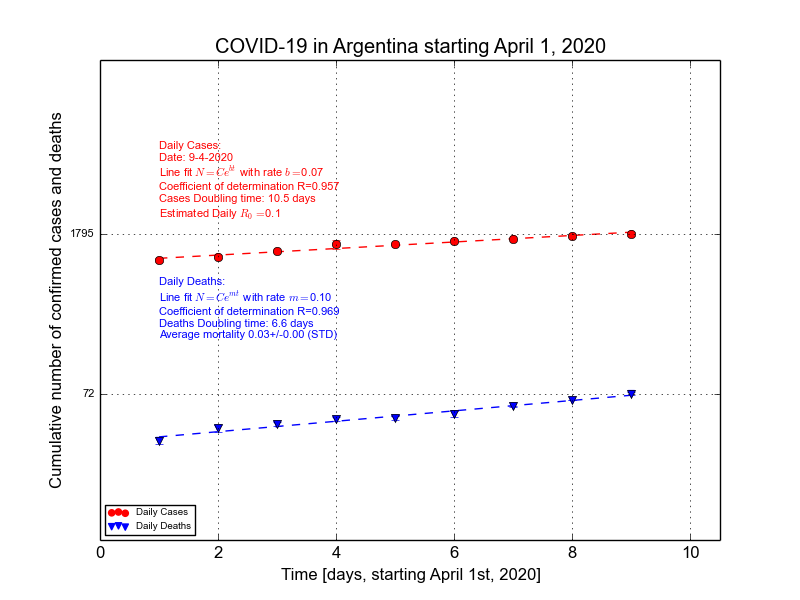 COVID-19 in Argentina starting April 1, 2020
Cumulative number of confirmed cases and deaths
Daily Cases:
Date: 9-4-2020
Line fit N=Ce^{bt} with rate b=0.07
Coefficient of determination R=0.957
Cases Doubling time: 10.5 days
Estimated Daily R_0=0.1
1795
Daily Deaths:
Line fit N=Ce^{mt} with rate m=0.10
Coefficient of determination R=0.969
Deaths Doubling time: 6.6 days
Average mortality 0.03+/-0.00 (STD)
72
Daily Cases
Daily Deaths
0 2 4 6 8 10
Time [days, starting April 1st, 2020]